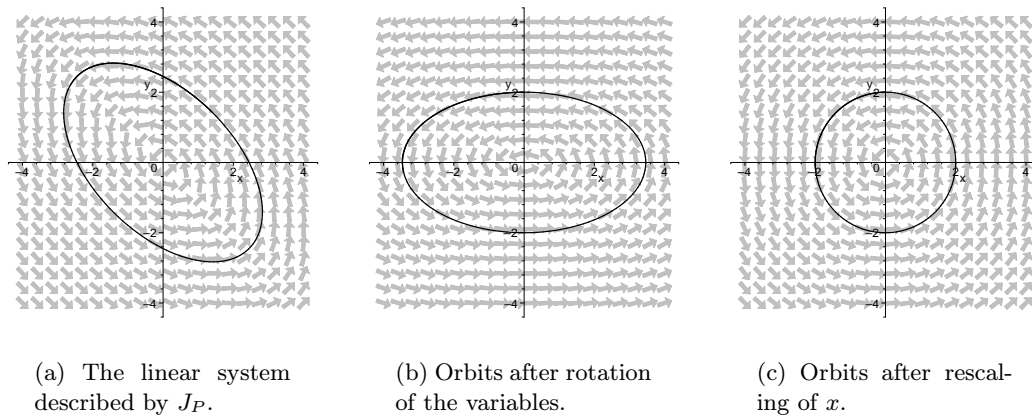 4
y
2
−4
−2
0
2
x
4
−2
−4
4
y
2
−4
−2
0
2
x
4
−2
−4
4
y
2
−4
−2
0
2
x
4
−2
−4
(a) The linear system
described by J_P.
(b) Orbits after rotation
of the variables.
(c) Orbits after rescal-
ing of x.